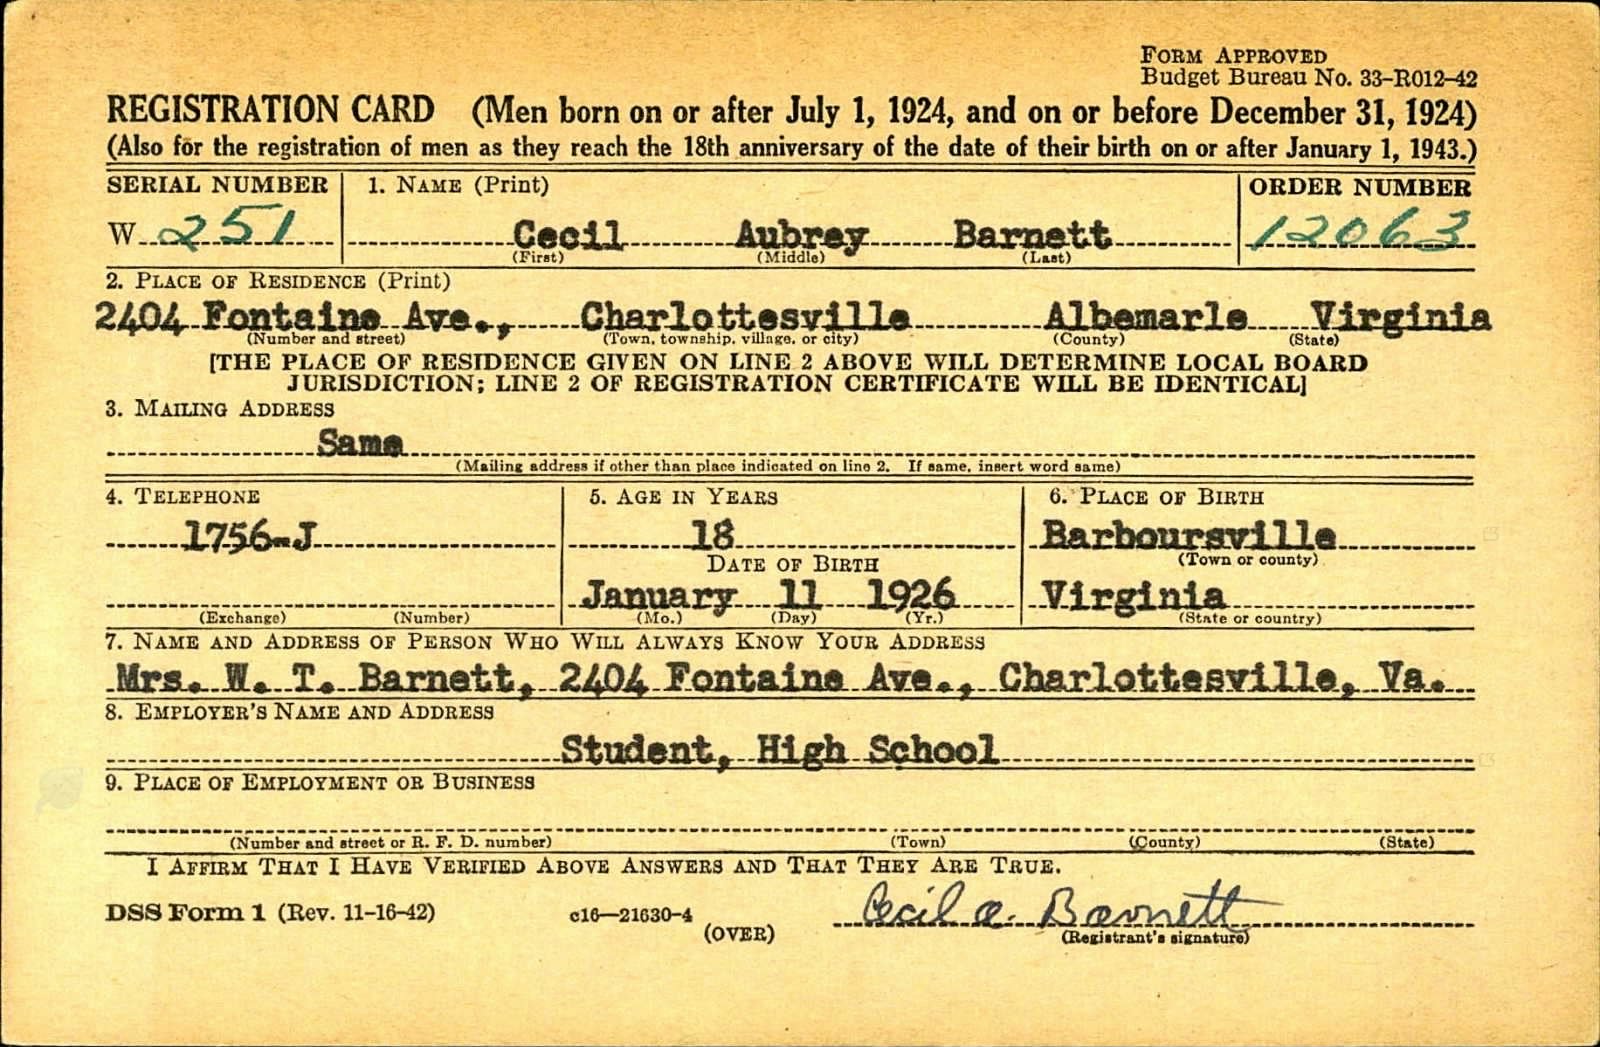 FORM APPROVED
Budget Bureau No. 33-R012-42
REGISTRATION CARD (Men born on or after July 1, 1924, and on or before December 31, 1924)
(Also for the registration of men as they reach the 18th anniversary of the date of their birth on or after January 1, 1943.)
SERIAL NUMBER 1. NAME (Print) ORDER NUMBER
W 251 Cecil Aubrey Barnett 12063
(First) (Middle) (Last)
2. PLACE OF RESIDENCE (Print)
2404 Fontaine Ave., Charlottesville Albemarle Virginia
(Number and street) (Town, township, village, or city) (County) (State)
[THE PLACE OF RESIDENCE GIVEN ON LINE 2 ABOVE WILL DETERMINE LOCAL BOARD
JURISDICTION; LINE 2 OF REGISTRATION CERTIFICATE WILL BE IDENTICAL]
3. MAILING ADDRESS
Same
(Mailing address if other than place indicated on line 2. If same, insert word same)
4. TELEPHONE 5. AGE IN YEARS 6. PLACE OF BIRTH
1756-J 18 Barboursville
DATE OF BIRTH (Town or county)
January 11 1926 Virginia
(Exchange) (Number) (Mo.) (Day) (Yr.) (State or country)
7. NAME AND ADDRESS OF PERSON WHO WILL ALWAYS KNOW YOUR ADDRESS
Mrs. W. T. Barnett, 2404 Fontaine Ave., Charlottesville, Va.
8. EMPLOYER'S NAME AND ADDRESS
Student, High School
9. PLACE OF EMPLOYMENT OR BUSINESS
(Number and street or R. F. D. number) (Town) (County) (State)
I AFFIRM THAT I HAVE VERIFIED ABOVE ANSWERS AND THAT THEY ARE TRUE.
DSS Form 1 (Rev. 11-16-42) c16—21630-4 Cecil A. Barnett
(OVER) (Registrant's signature)